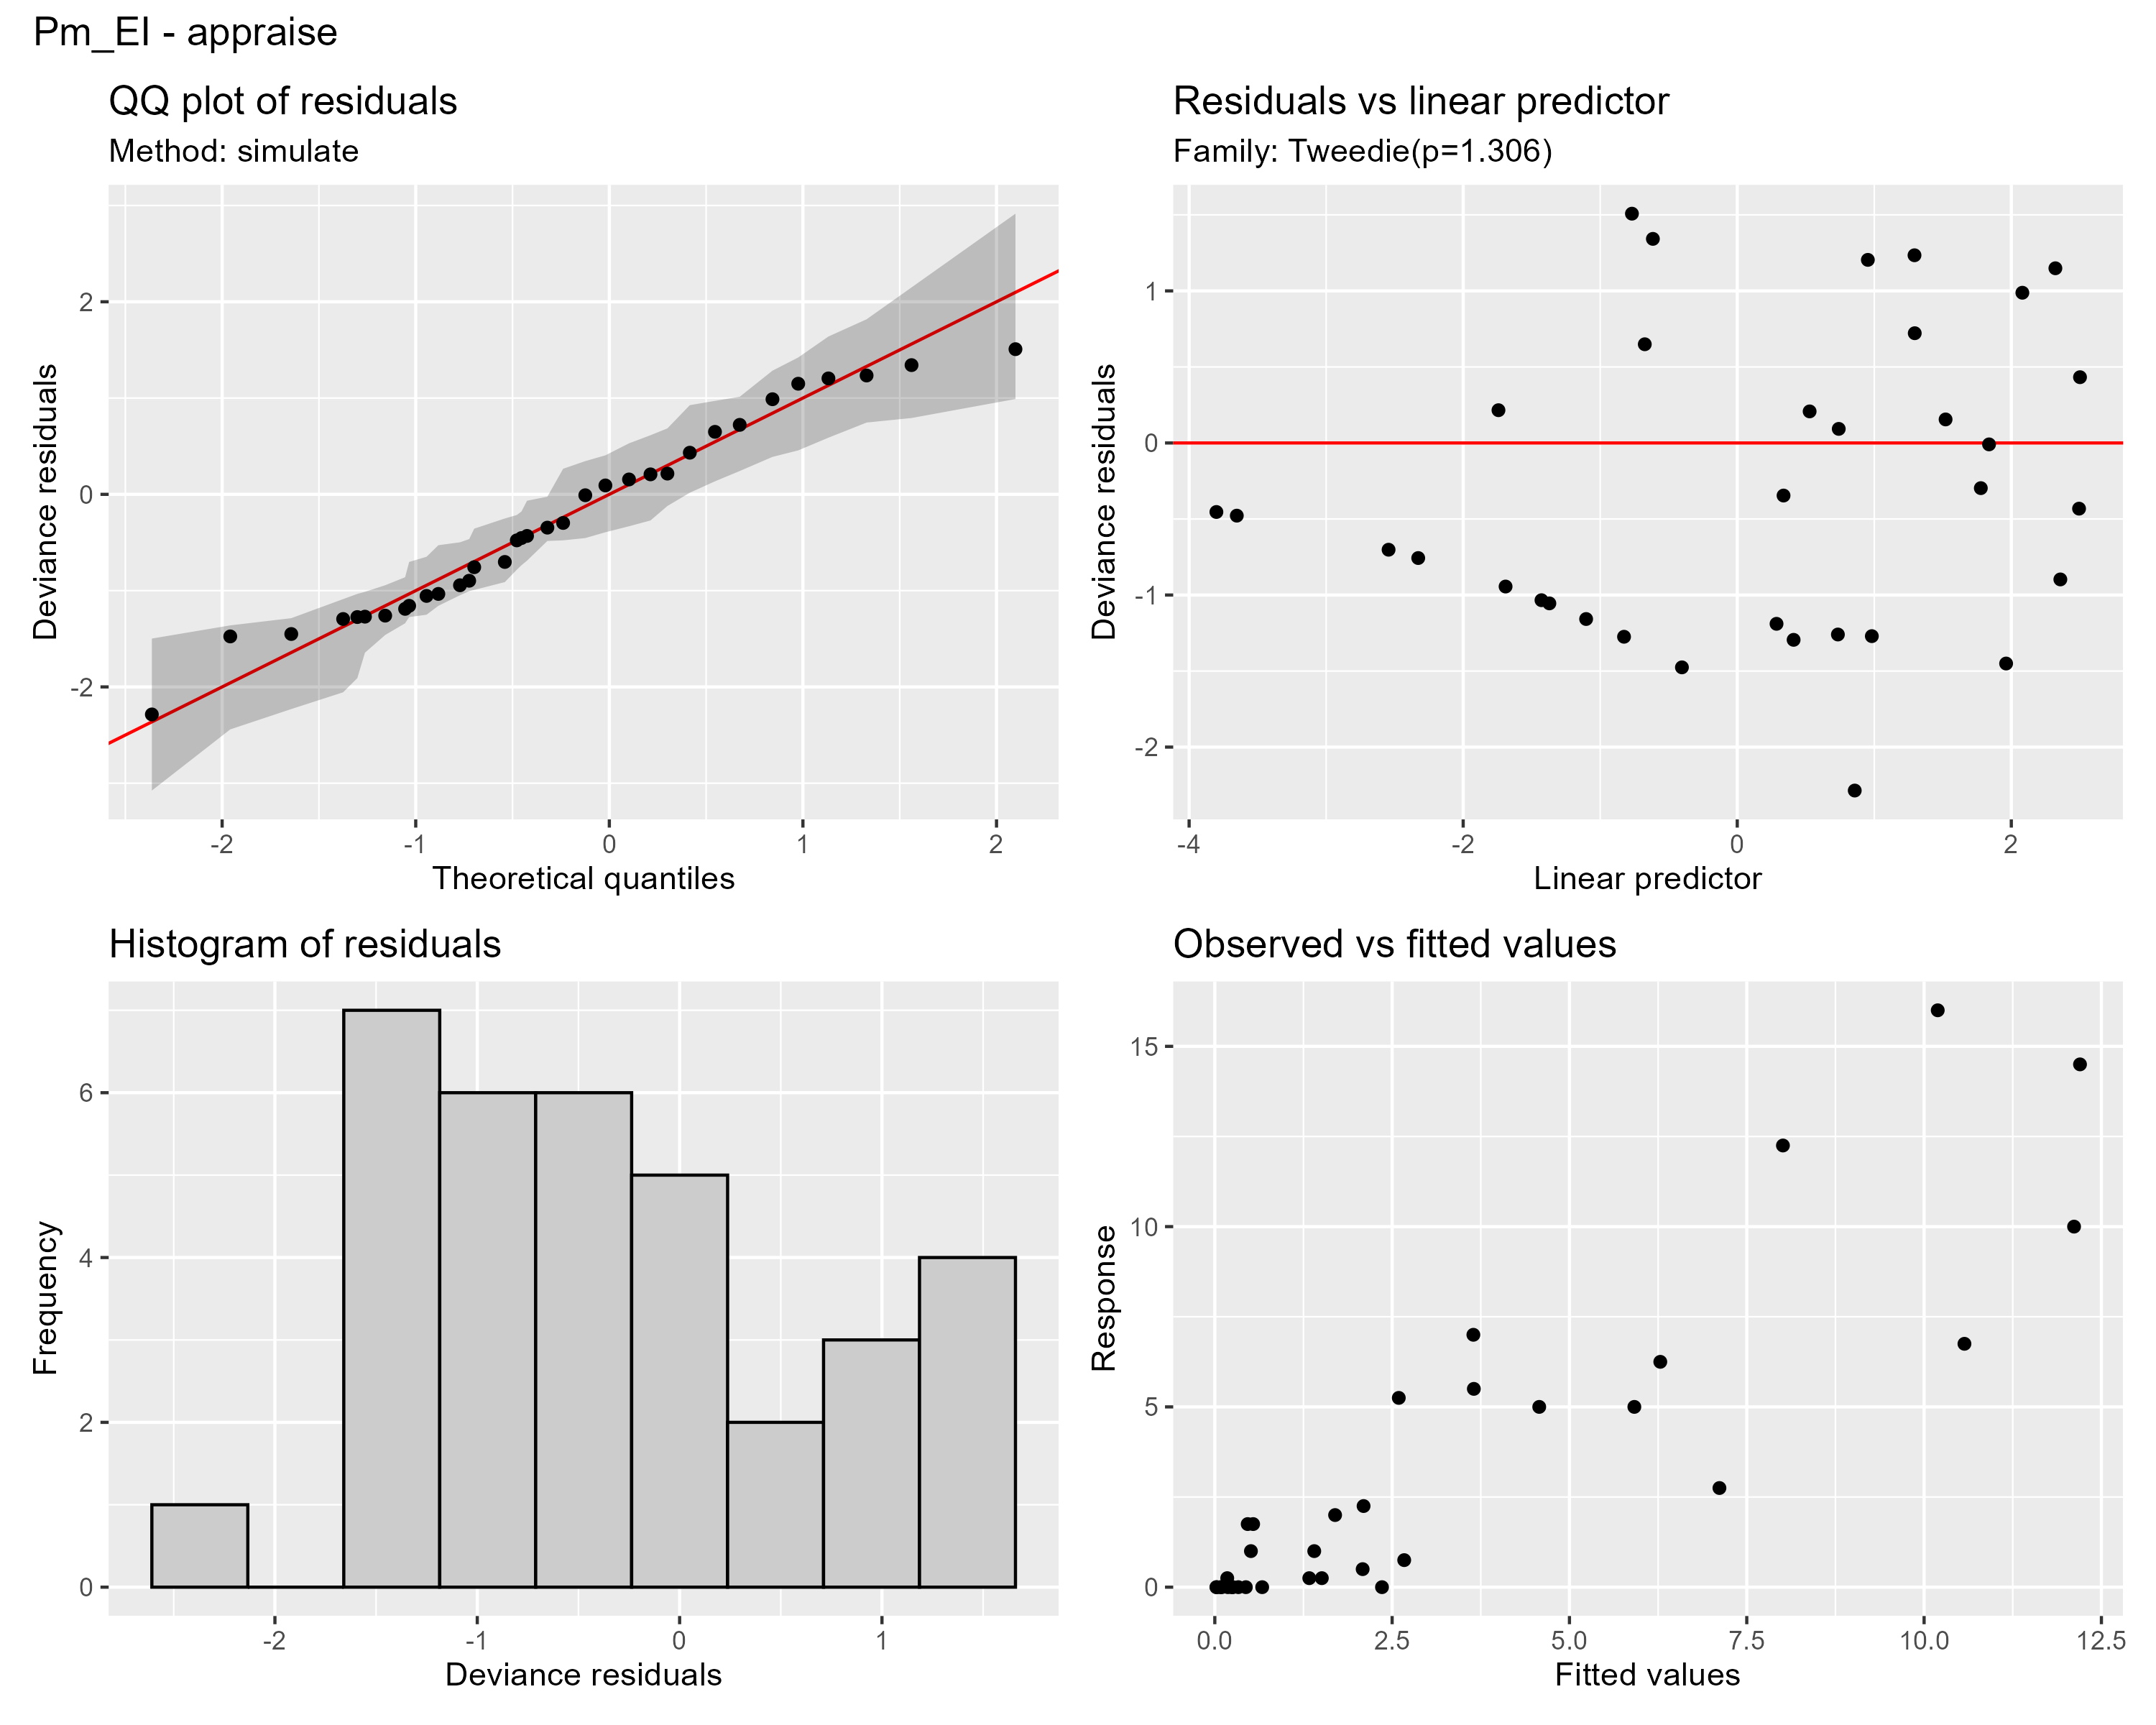 Pm_EI - appraise
QQ plot of residuals
Method: simulate
Deviance residuals
2
0
-2
-2
-1
0
1
2
Theoretical quantiles
Residuals vs linear predictor
Family: Tweedie(p=1.306)
Deviance residuals
1
0
-1
-2
-4
-2
0
2
Linear predictor
Histogram of residuals
Frequency
6
4
2
0
-2
-1
0
1
Deviance residuals
Observed vs fitted values
Response
15
10
5
0
0.0
2.5
5.0
7.5
10.0
12.5
Fitted values